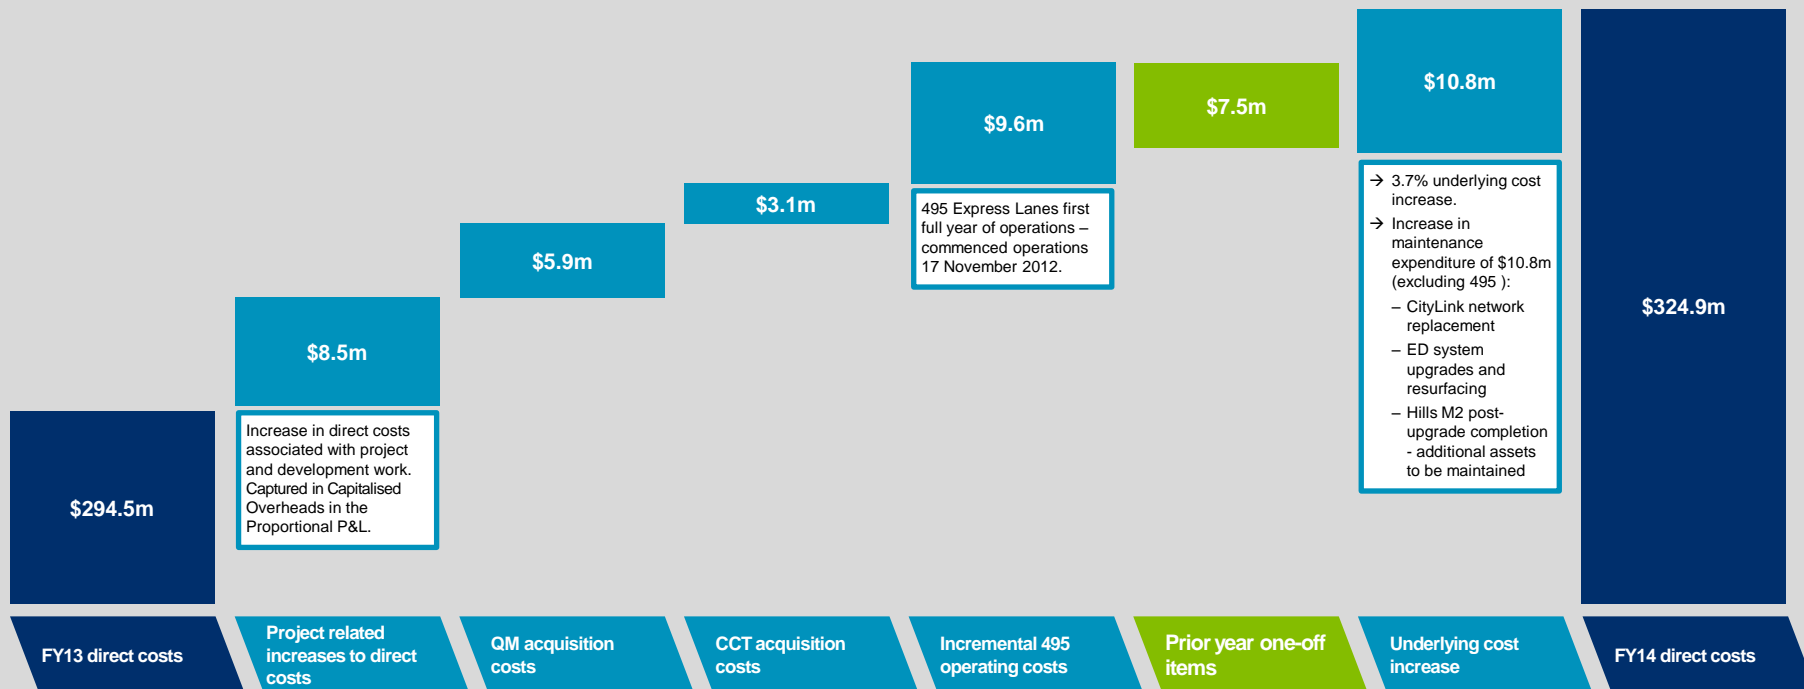 $294.5m
$8.5m
Increase in direct costs
associated with project
and development work.
Captured in Capitalised
Overheads in the
Proportional P&L.
$5.9m
$3.1m
$9.6m
495 Express Lanes first
full year of operations –
commenced operations
17 November 2012.
$7.5m
$10.8m
→ 3.7% underlying cost
increase.
→ Increase in
maintenance
expenditure of $10.8m
(excluding 495 ):
– CityLink network
replacement
– ED system
upgrades and
resurfacing
– Hills M2 post-
upgrade completion
- additional assets
to be maintained
$324.9m
FY13 direct costs
Project related
increases to direct
costs
QM acquisition
costs
CCT acquisition
costs
Incremental 495
operating costs
Prior year one-off
items
Underlying cost
increase
FY14 direct costs